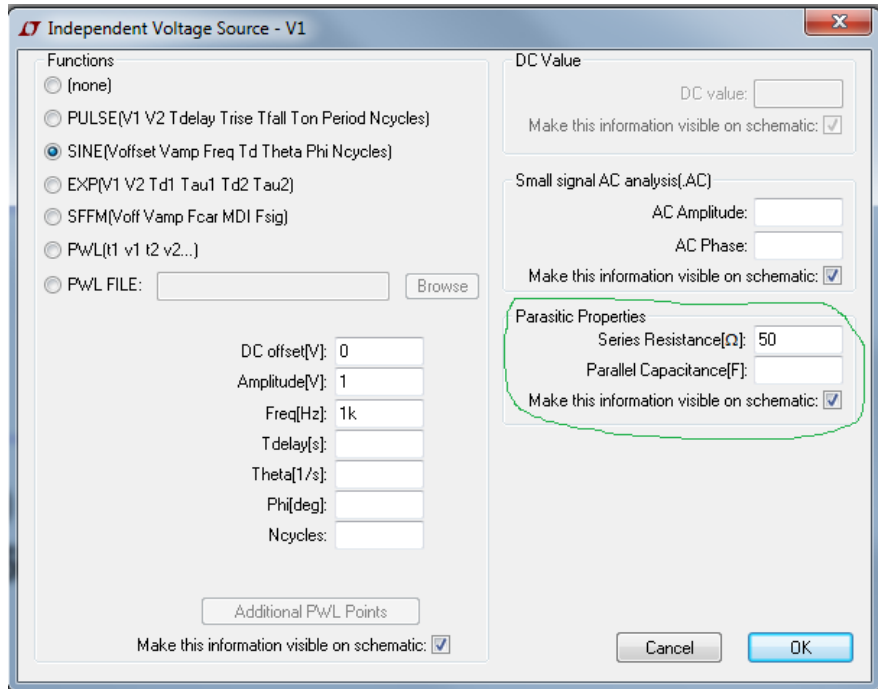 Independent Voltage Source - V1
Functions
(none)
PULSE(V1 V2 Tdelay Trise Tfall Ton Period Ncycles)
SINE(Voffset Vamp Freq Td Theta Phi Ncycles)
EXP(V1 V2 Td1 Tau1 Td2 Tau2)
SFFM(Voff Vamp Fcar MDI Fsig)
PWL(t1 v1 t2 v2...)
PWL FILE: Browse
DC offset[V]: 0
Amplitude[V]: 1
Freq[Hz]: 1k
Tdelay[s]:
Theta[1/s]:
Phi[deg]:
Ncycles:
Additional PWL Points
Make this information visible on schematic:
DC Value
DC value:
Make this information visible on schematic:
Small signal AC analysis(.AC)
AC Amplitude:
AC Phase:
Make this information visible on schematic:
Parasitic Properties
Series Resistance[Ω]: 50
Parallel Capacitance[F]:
Make this information visible on schematic:
Cancel OK